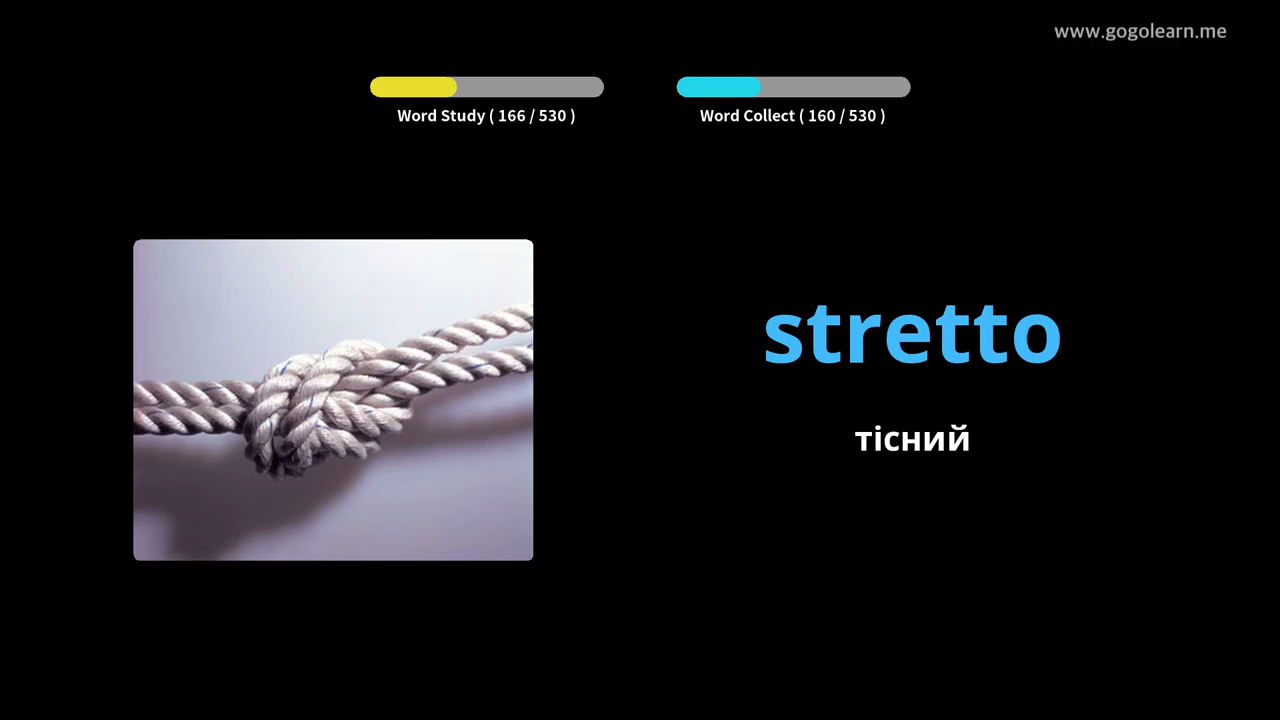 www.gogolearn.me
Word Study ( 166 / 530 )
Word Collect ( 160 / 530 )
stretto
тісний